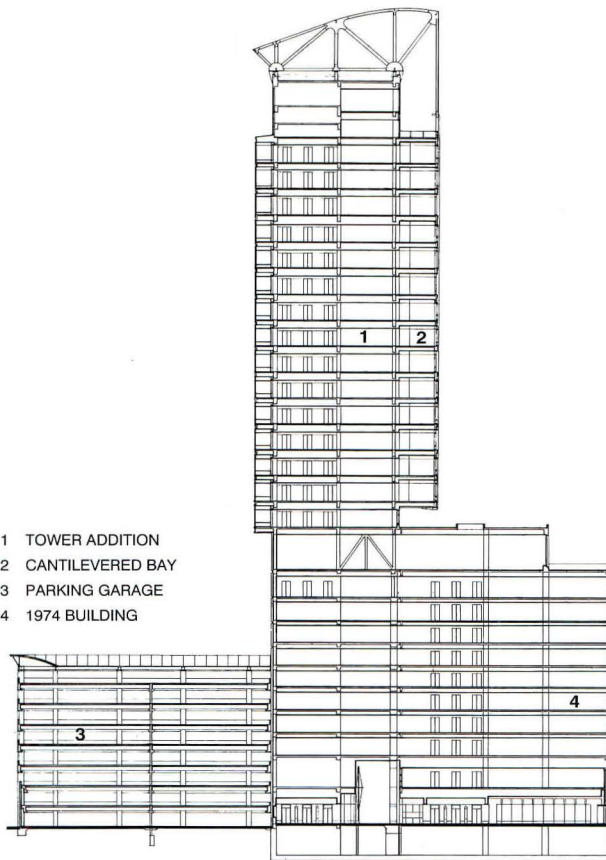 1
2
1 TOWER ADDITION
2 CANTILEVERED BAY
3 PARKING GARAGE
4 1974 BUILDING
4
3